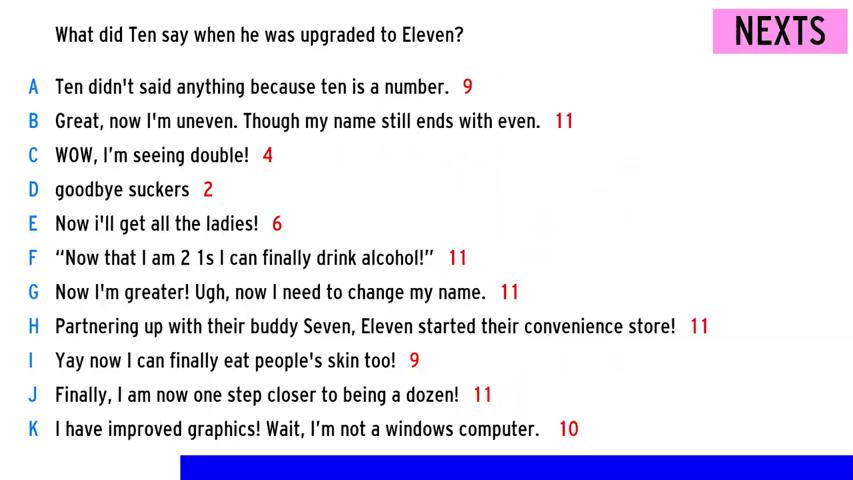 What did Ten say when he was upgraded to Eleven?
NEXTS
A Ten didn't said anything because ten is a number. 9
B Great, now I'm uneven. Though my name still ends with even. 11
C WOW, I'm seeing double! 4
D goodbye suckers 2
E Now i'll get all the ladies! 6
F “Now that I am 2 1s I can finally drink alcohol!” 11
G Now I'm greater! Ugh, now I need to change my name. 11
H Partnering up with their buddy Seven, Eleven started their convenience store! 11
I Yay now I can finally eat people's skin too! 9
J Finally, I am now one step closer to being a dozen! 11
K I have improved graphics! Wait, I’m not a windows computer. 10